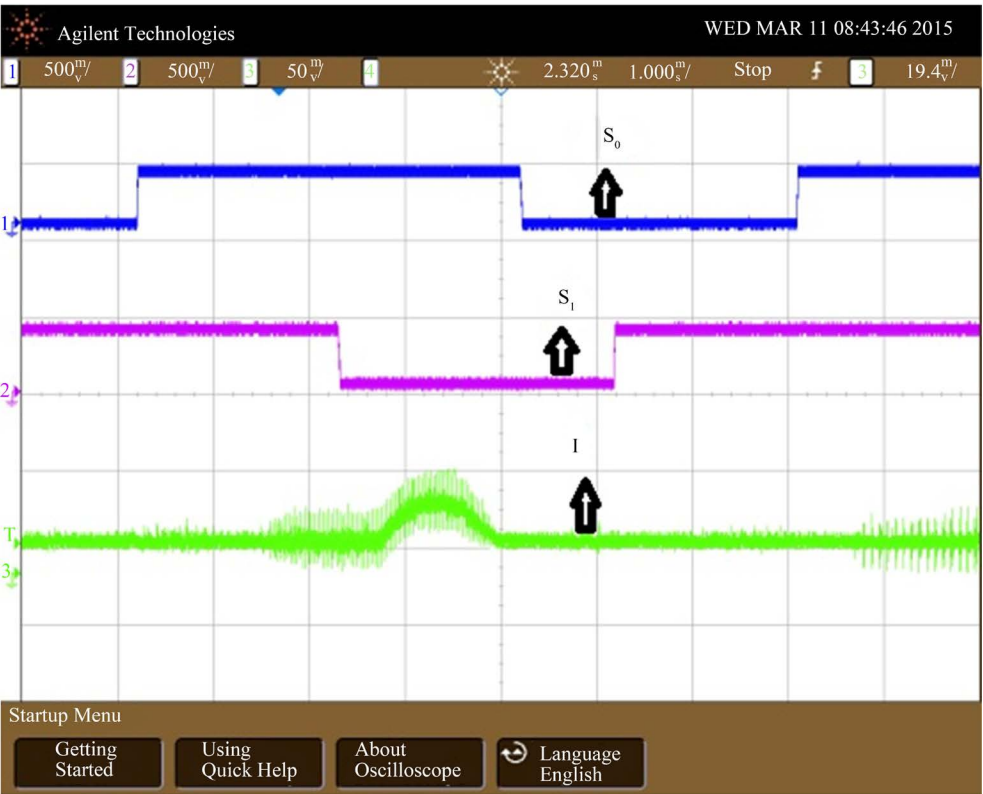 Agilent Technologies
WED MAR 11 08:43:46 2015
1 500mv/ 2 500mv/ 3 50mv/ 4 2.320ms 1.000ms/ Stop 3 19.4mv/
S0
1
S1
2
I
T
3
Startup Menu
Getting Started
Using Quick Help
About Oscilloscope
Language English